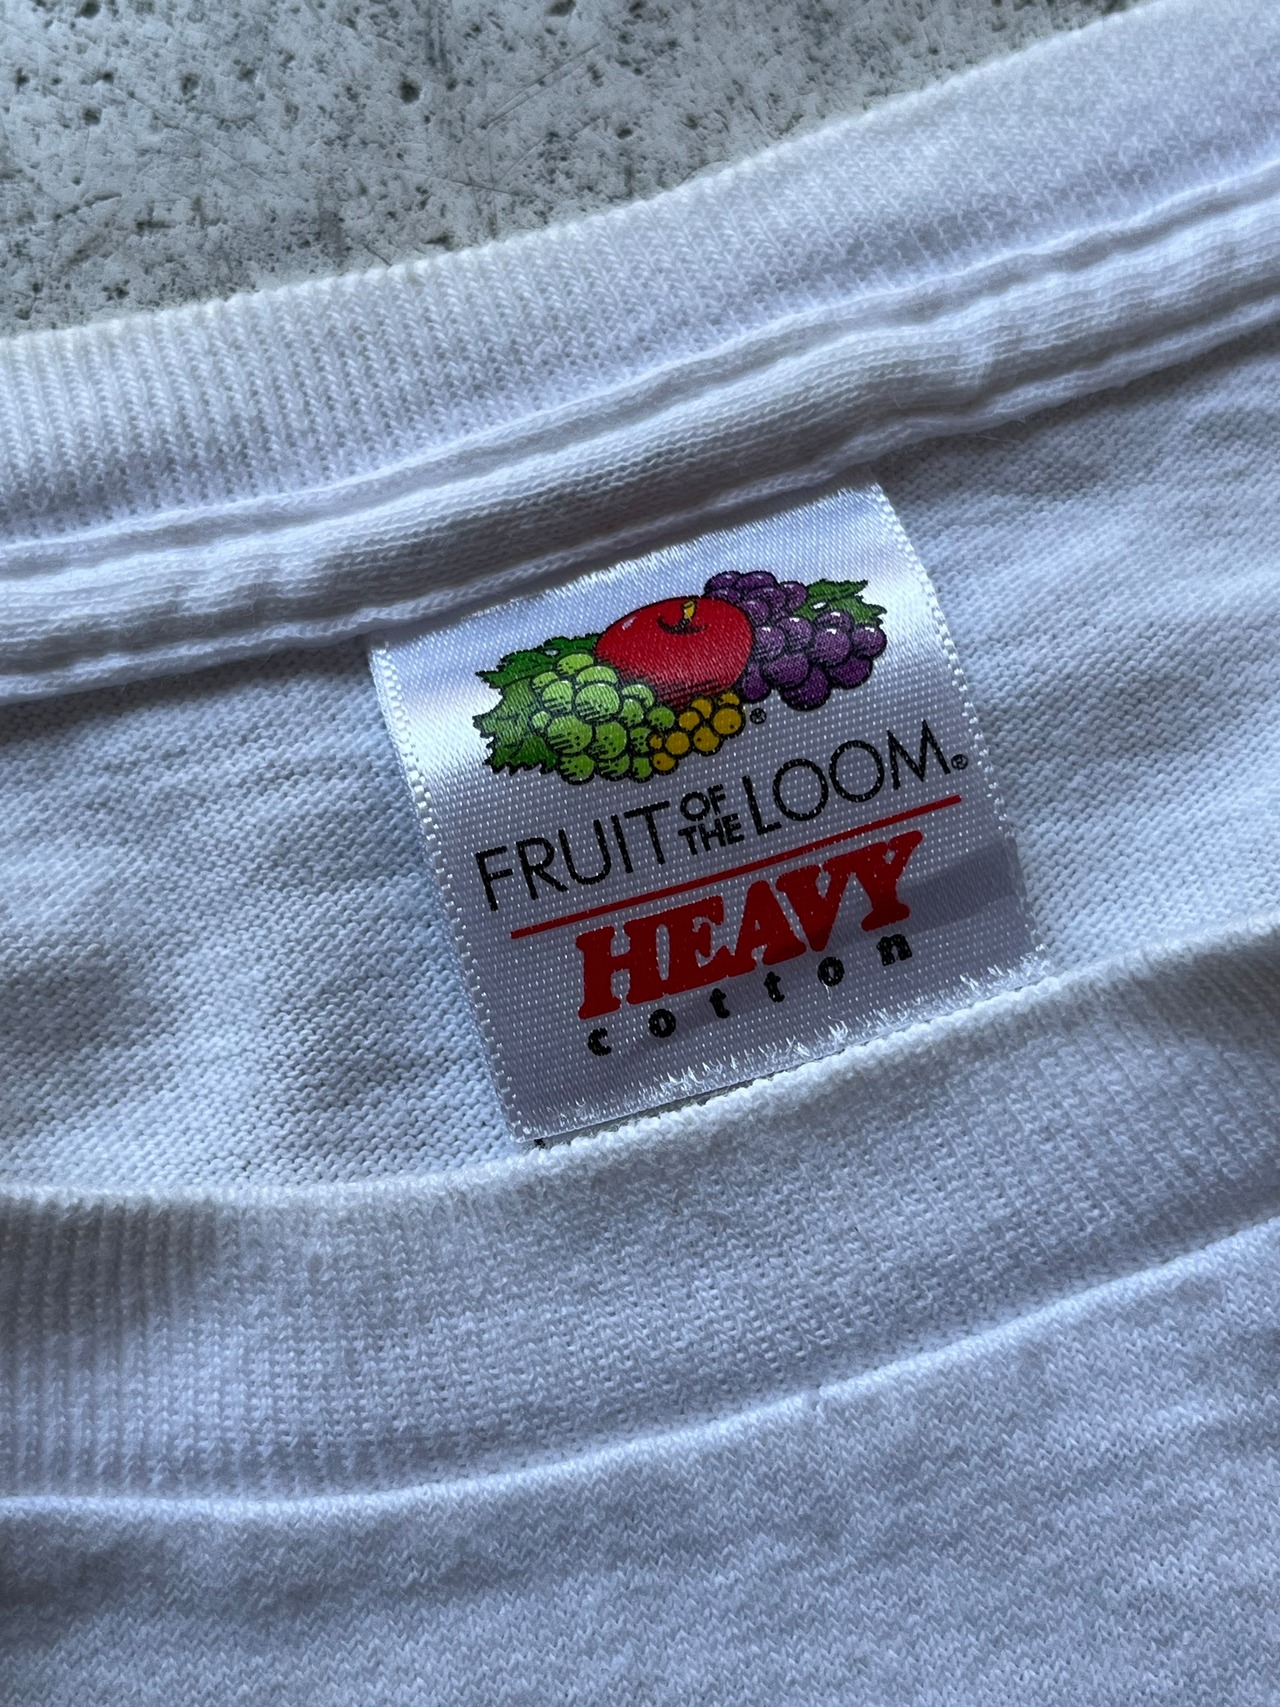 ®
FRUIT OF THE LOOM®
HEAVY
cotton